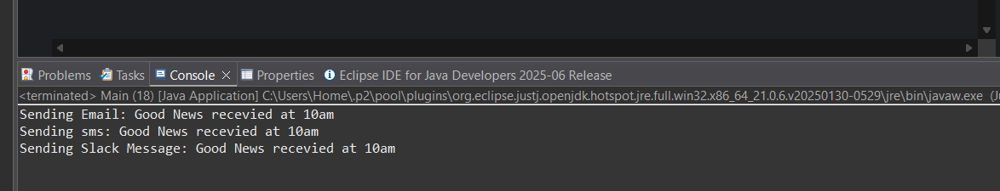 Problems Tasks Console Properties Eclipse IDE for Java Developers 2025-06 Release
<terminated> Main (18) [Java Application] C:\Users\Home\.p2\pool\plugins\org.eclipse.justj.openjdk.hotspot.jre.full.win32.x86_64_21.0.6.v20250130-0529\jre\bin\javaw.exe
Sending Email: Good News recevied at 10am
Sending sms: Good News recevied at 10am
Sending Slack Message: Good News recevied at 10am